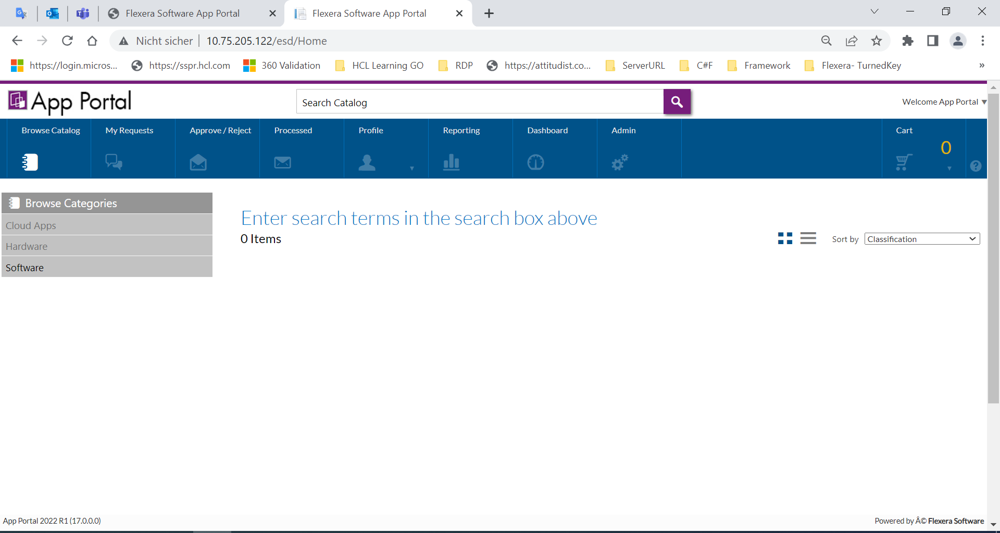 Flexera Software App Portal
Flexera Software App Portal
Nicht sicher 10.75.205.122/esd/Home
https://login.micros... https://sspr.hcl.com 360 Validation HCL Learning GO RDP https://attitudist.co... ServerURL C#F Framework Flexera- TurnedKey »
App Portal
Search Catalog
Welcome App Portal
Browse Catalog My Requests Approve / Reject Processed Profile Reporting Dashboard Admin Cart
0
Browse Categories
Cloud Apps
Hardware
Software
Enter search terms in the search box above
0 Items
Sort by Classification
App Portal 2022 R1 (17.0.0.0)
Powered by Â© Flexera Software